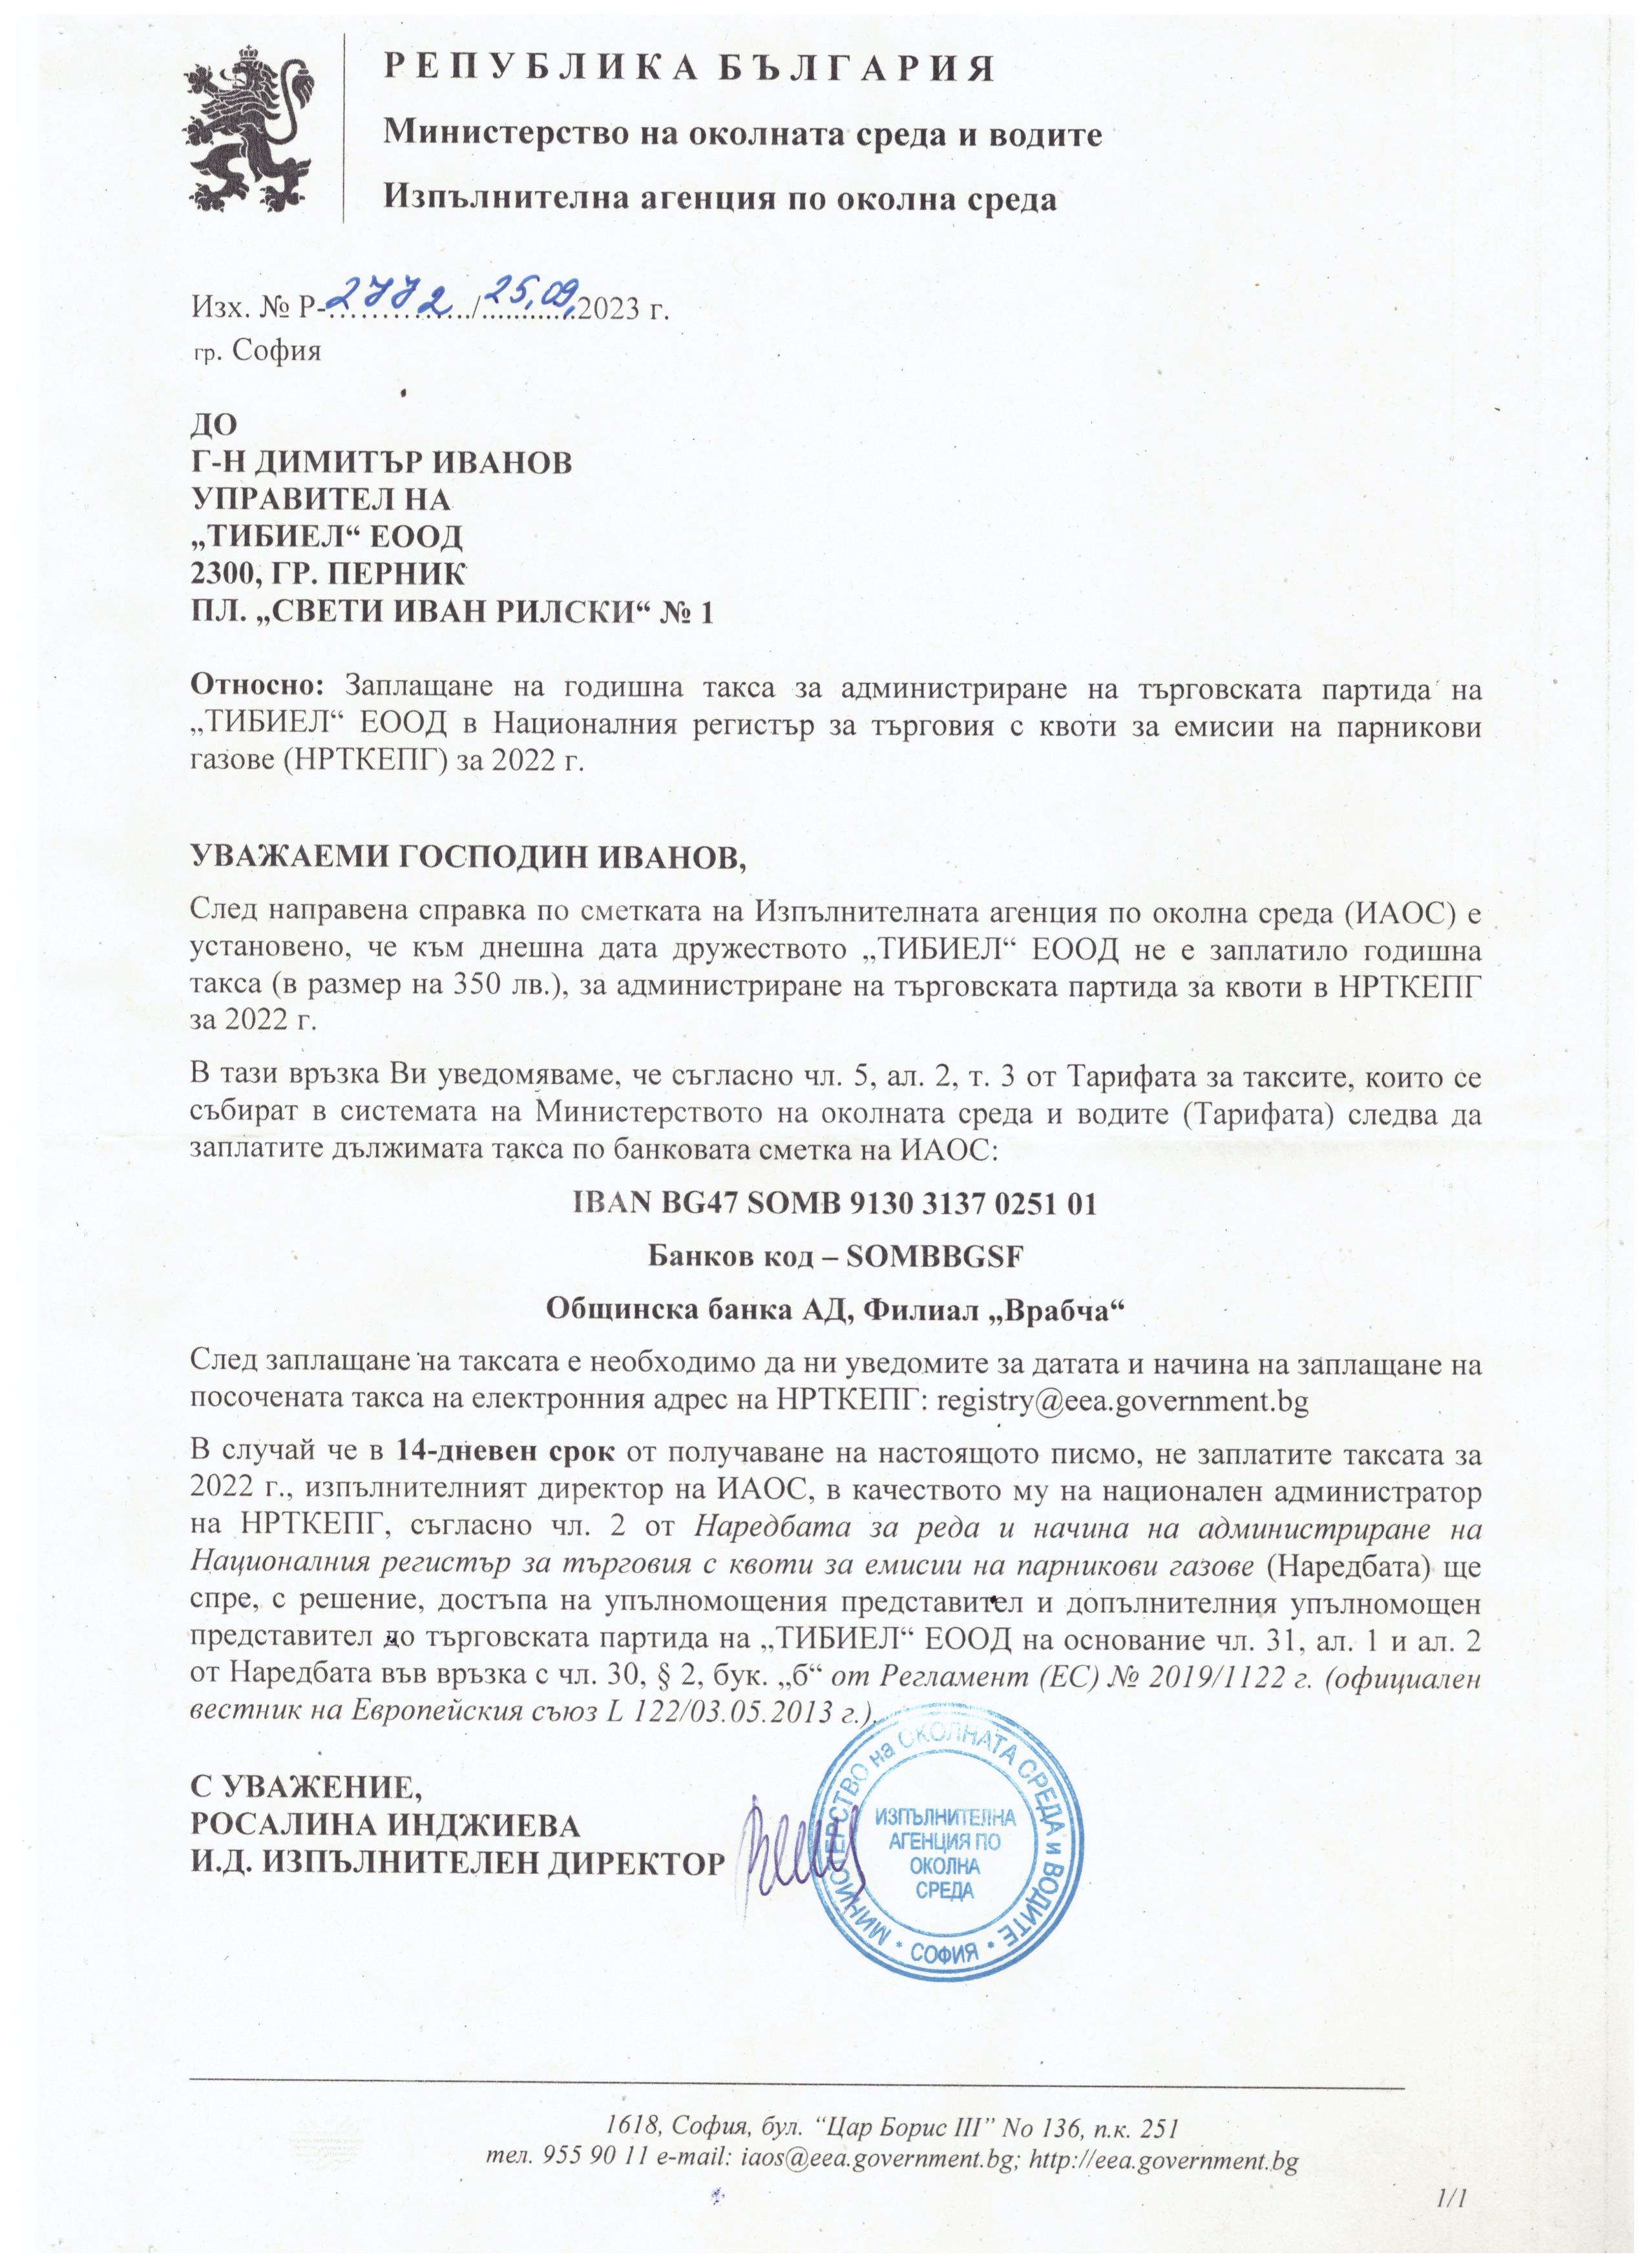 РЕПУБЛИКА БЪЛГАРИЯ
Министерство на околната среда и водите
Изпълнителна агенция по околна среда
Изх. № Р-2772/25.09.2023 г.
гр. София
ДО
Г-Н ДИМИТЪР ИВАНОВ
УПРАВИТЕЛ НА
„ТИБИЕЛ“ ЕООД
2300, ГР. ПЕРНИК
ПЛ. „СВЕТИ ИВАН РИЛСКИ“ № 1
Относно: Заплащане на годишна такса за администриране на търговската партида на
„ТИБИЕЛ“ ЕООД в Националния регистър за търговия с квоти за емисии на парникови
газове (НРТКЕПГ) за 2022 г.
УВАЖАЕМИ ГОСПОДИН ИВАНОВ,
След направена справка по сметката на Изпълнителната агенция по околна среда (ИАОС) е
установено, че към днешна дата дружеството „ТИБИЕЛ“ ЕООД не е заплатило годишна
такса (в размер на 350 лв.), за администриране на търговската партида за квоти в НРТКЕПГ
за 2022 г.
В тази връзка Ви уведомяваме, че съгласно чл. 5, ал. 2, т. 3 от Тарифата за таксите, които се
събират в системата на Министерството на околната среда и водите (Тарифата) следва да
заплатите дължимата такса по банковата сметка на ИАОС:
IBAN BG47 SOMB 9130 3137 0251 01
Банков код – SOMBBGSF
Общинска банка АД, Филиал „Врабча“
След заплащане на таксата е необходимо да ни уведомите за датата и начина на заплащане на
посочената такса на електронния адрес на НРТКЕПГ: registry@eea.government.bg
В случай че в 14-дневен срок от получаване на настоящото писмо, не заплатите таксата за
2022 г., изпълнителният директор на ИАОС, в качеството му на национален администратор
на НРТКЕПГ, съгласно чл. 2 от Наредбата за реда и начина на администриране на
Националния регистър за търговия с квоти за емисии на парникови газове (Наредбата) ще
спре, с решение, достъпа на упълномощения представител и допълнителния упълномощен
представител до търговската партида на „ТИБИЕЛ“ ЕООД на основание чл. 31, ал. 1 и ал. 2
от Наредбата във връзка с чл. 30, § 2, бук. „б“ от Регламент (ЕС) № 2019/1122 г. (официален
вестник на Европейския съюз L 122/03.05.2013 г.).
С УВАЖЕНИЕ,
РОСАЛИНА ИНДЖИЕВА
И.Д. ИЗПЪЛНИТЕЛЕН ДИРЕКТОР
МИНИСТЕРСТВО на ОКОЛНАТА СРЕДА и ВОДИТЕ
ИЗПЪЛНИТЕЛНА
АГЕНЦИЯ ПО
ОКОЛНА
СРЕДА
• СОФИЯ •
1618, София, бул. “Цар Борис III” No 136, п.к. 251
тел. 955 90 11 e-mail: iaos@eea.government.bg; http://eea.government.bg
1/1